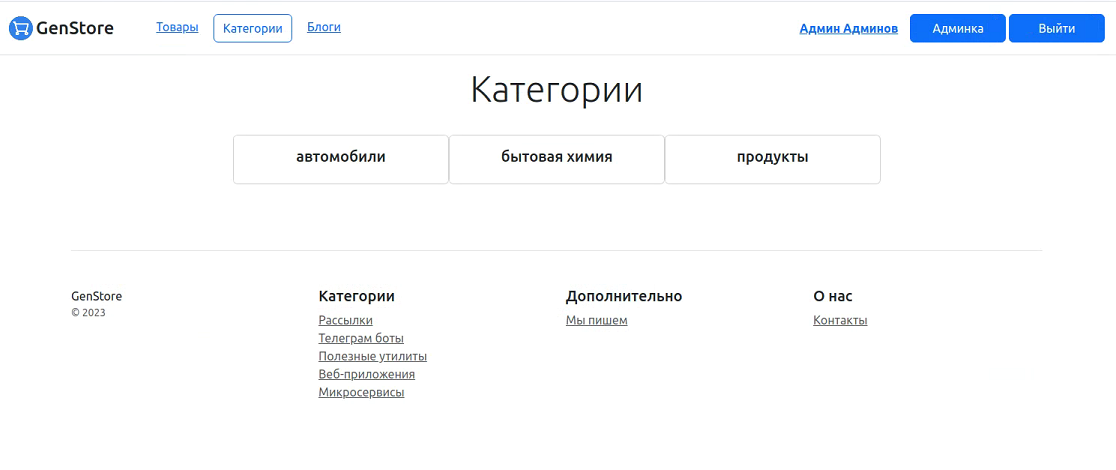 GenStore Товары Категории Блоги Админ Админов Админка Выйти
Категории
автомобили бытовая химия продукты
GenStore
© 2023
Категории
Рассылки
Телеграм боты
Полезные утилиты
Веб-приложения
Микросервисы
Дополнительно
Мы пишем
О нас
Контакты